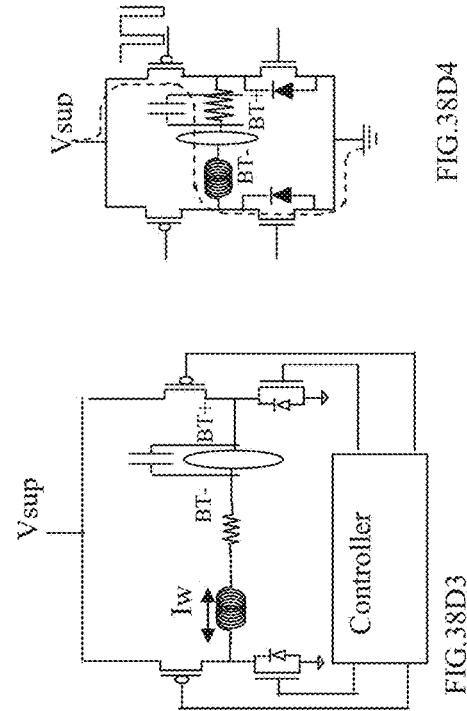 Vsup
BT-
BT+
FIG.38D4
Vsup
Iw
BT-
BT+
Controller
FIG.38D3